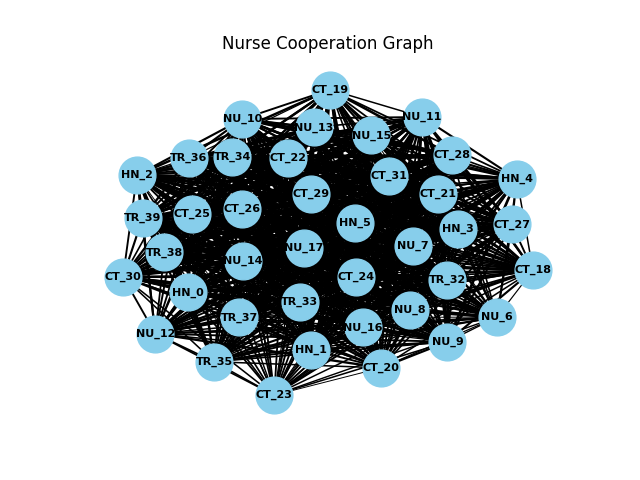 Nurse Cooperation Graph
CT_19
NU_10
NU_11
NU_13
NU_15
TR_36
TR_34
CT_22
CT_28
HN_2
CT_31
HN_4
CT_29
CT_21
TR_39
CT_25
CT_26
HN_5
HN_3
CT_27
TR_38
NU_17
NU_7
NU_14
CT_18
CT_30
CT_24
TR_32
HN_0
TR_33
NU_8
TR_37
NU_6
NU_12
NU_16
NU_9
HN_1
TR_35
CT_20
CT_23